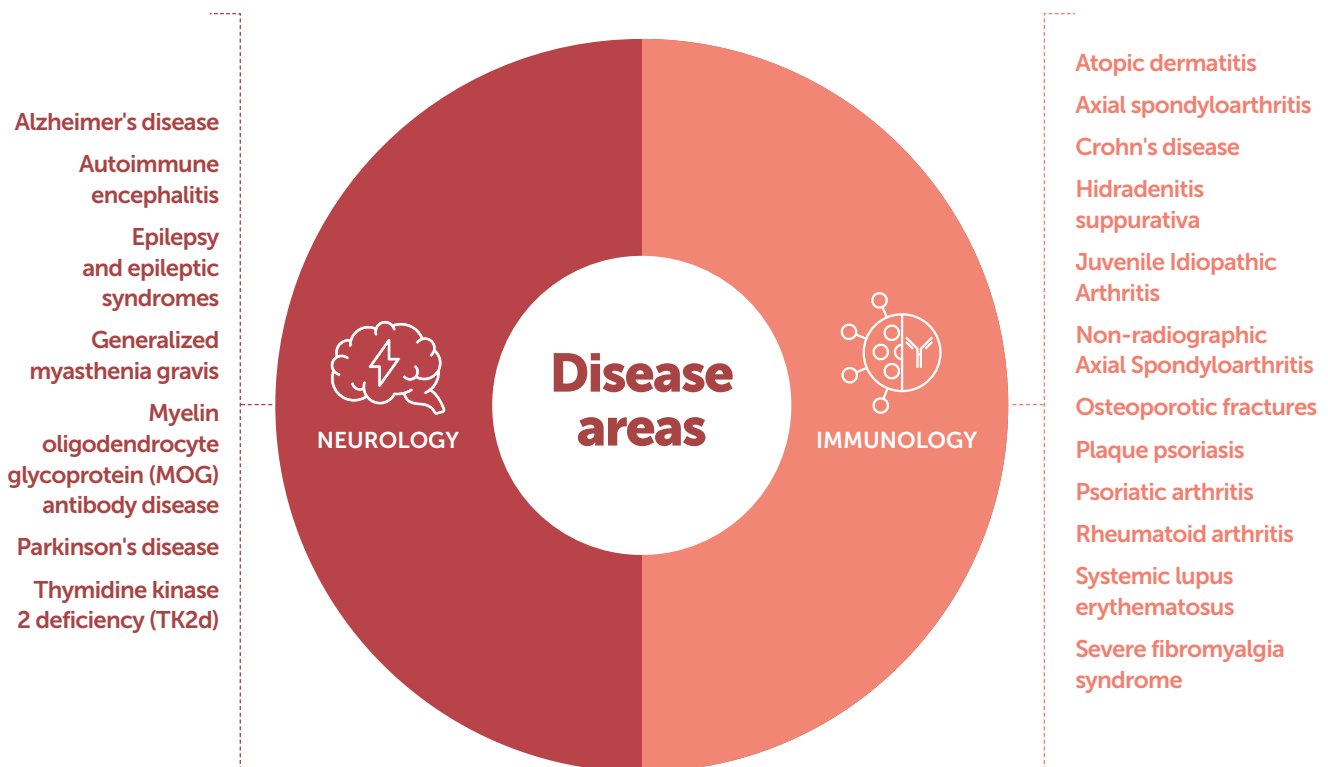 Alzheimer's disease
Autoimmune
encephalitis
Epilepsy
and epileptic
syndromes
Generalized
myasthenia gravis
Myelin
oligodendrocyte
glycoprotein (MOG)
antibody disease
Parkinson's disease
Thymidine kinase
2 deficiency (TK2d)
NEUROLOGY
Disease
areas
IMMUNOLOGY
Atopic dermatitis
Axial spondyloarthritis
Crohn's disease
Hidradenitis
suppurativa
Juvenile Idiopathic
Arthritis
Non-radiographic
Axial Spondyloarthritis
Osteoporotic fractures
Plaque psoriasis
Psoriatic arthritis
Rheumatoid arthritis
Systemic lupus
erythematosus
Severe fibromyalgia
syndrome